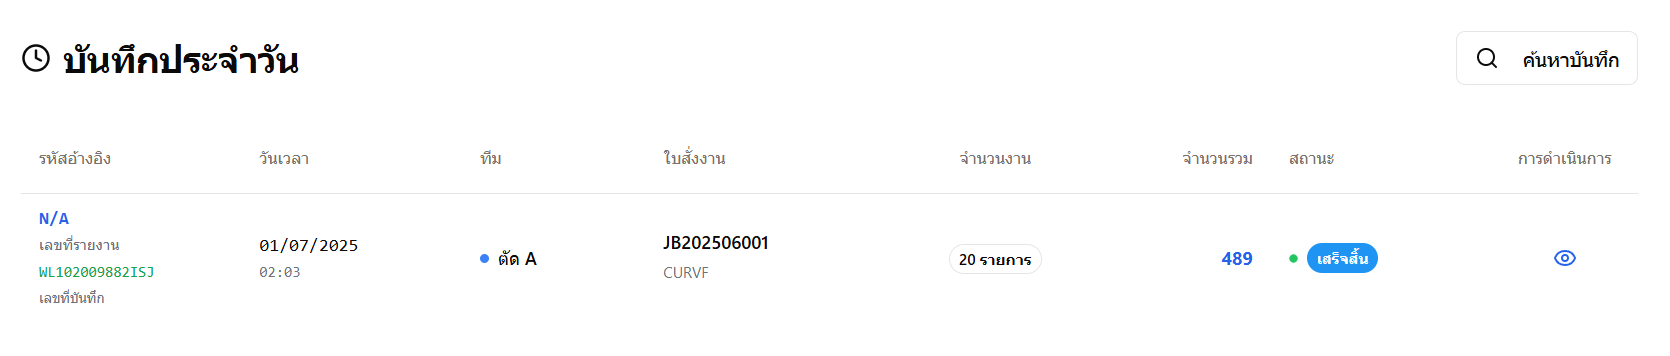 บันทึกประจำวัน
ค้นหาบันทึก
รหัสอ้างอิง วันเวลา ทีม ใบสั่งงาน จำนวนงาน จำนวนรวม สถานะ การดำเนินการ
N/A
เลขที่รายงาน
WL102009882ISJ
เลขที่บันทึก
01/07/2025
02:03
ตัด A
JB202506001
CURVF
20 รายการ
489
เสร็จสิ้น